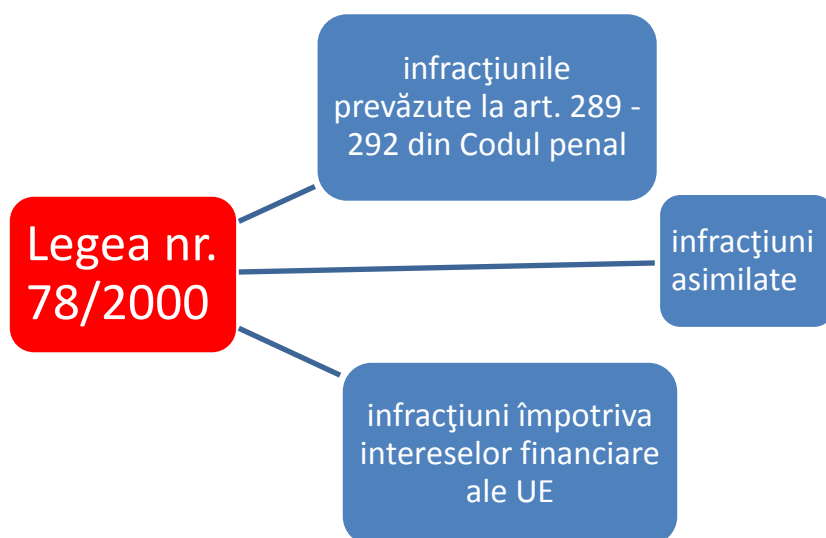 infracţiunile
prevăzute la art. 289 -
292 din Codul penal
Legea nr.
78/2000
infracţiuni
asimilate
infracţiuni împotriva
intereselor financiare
ale UE